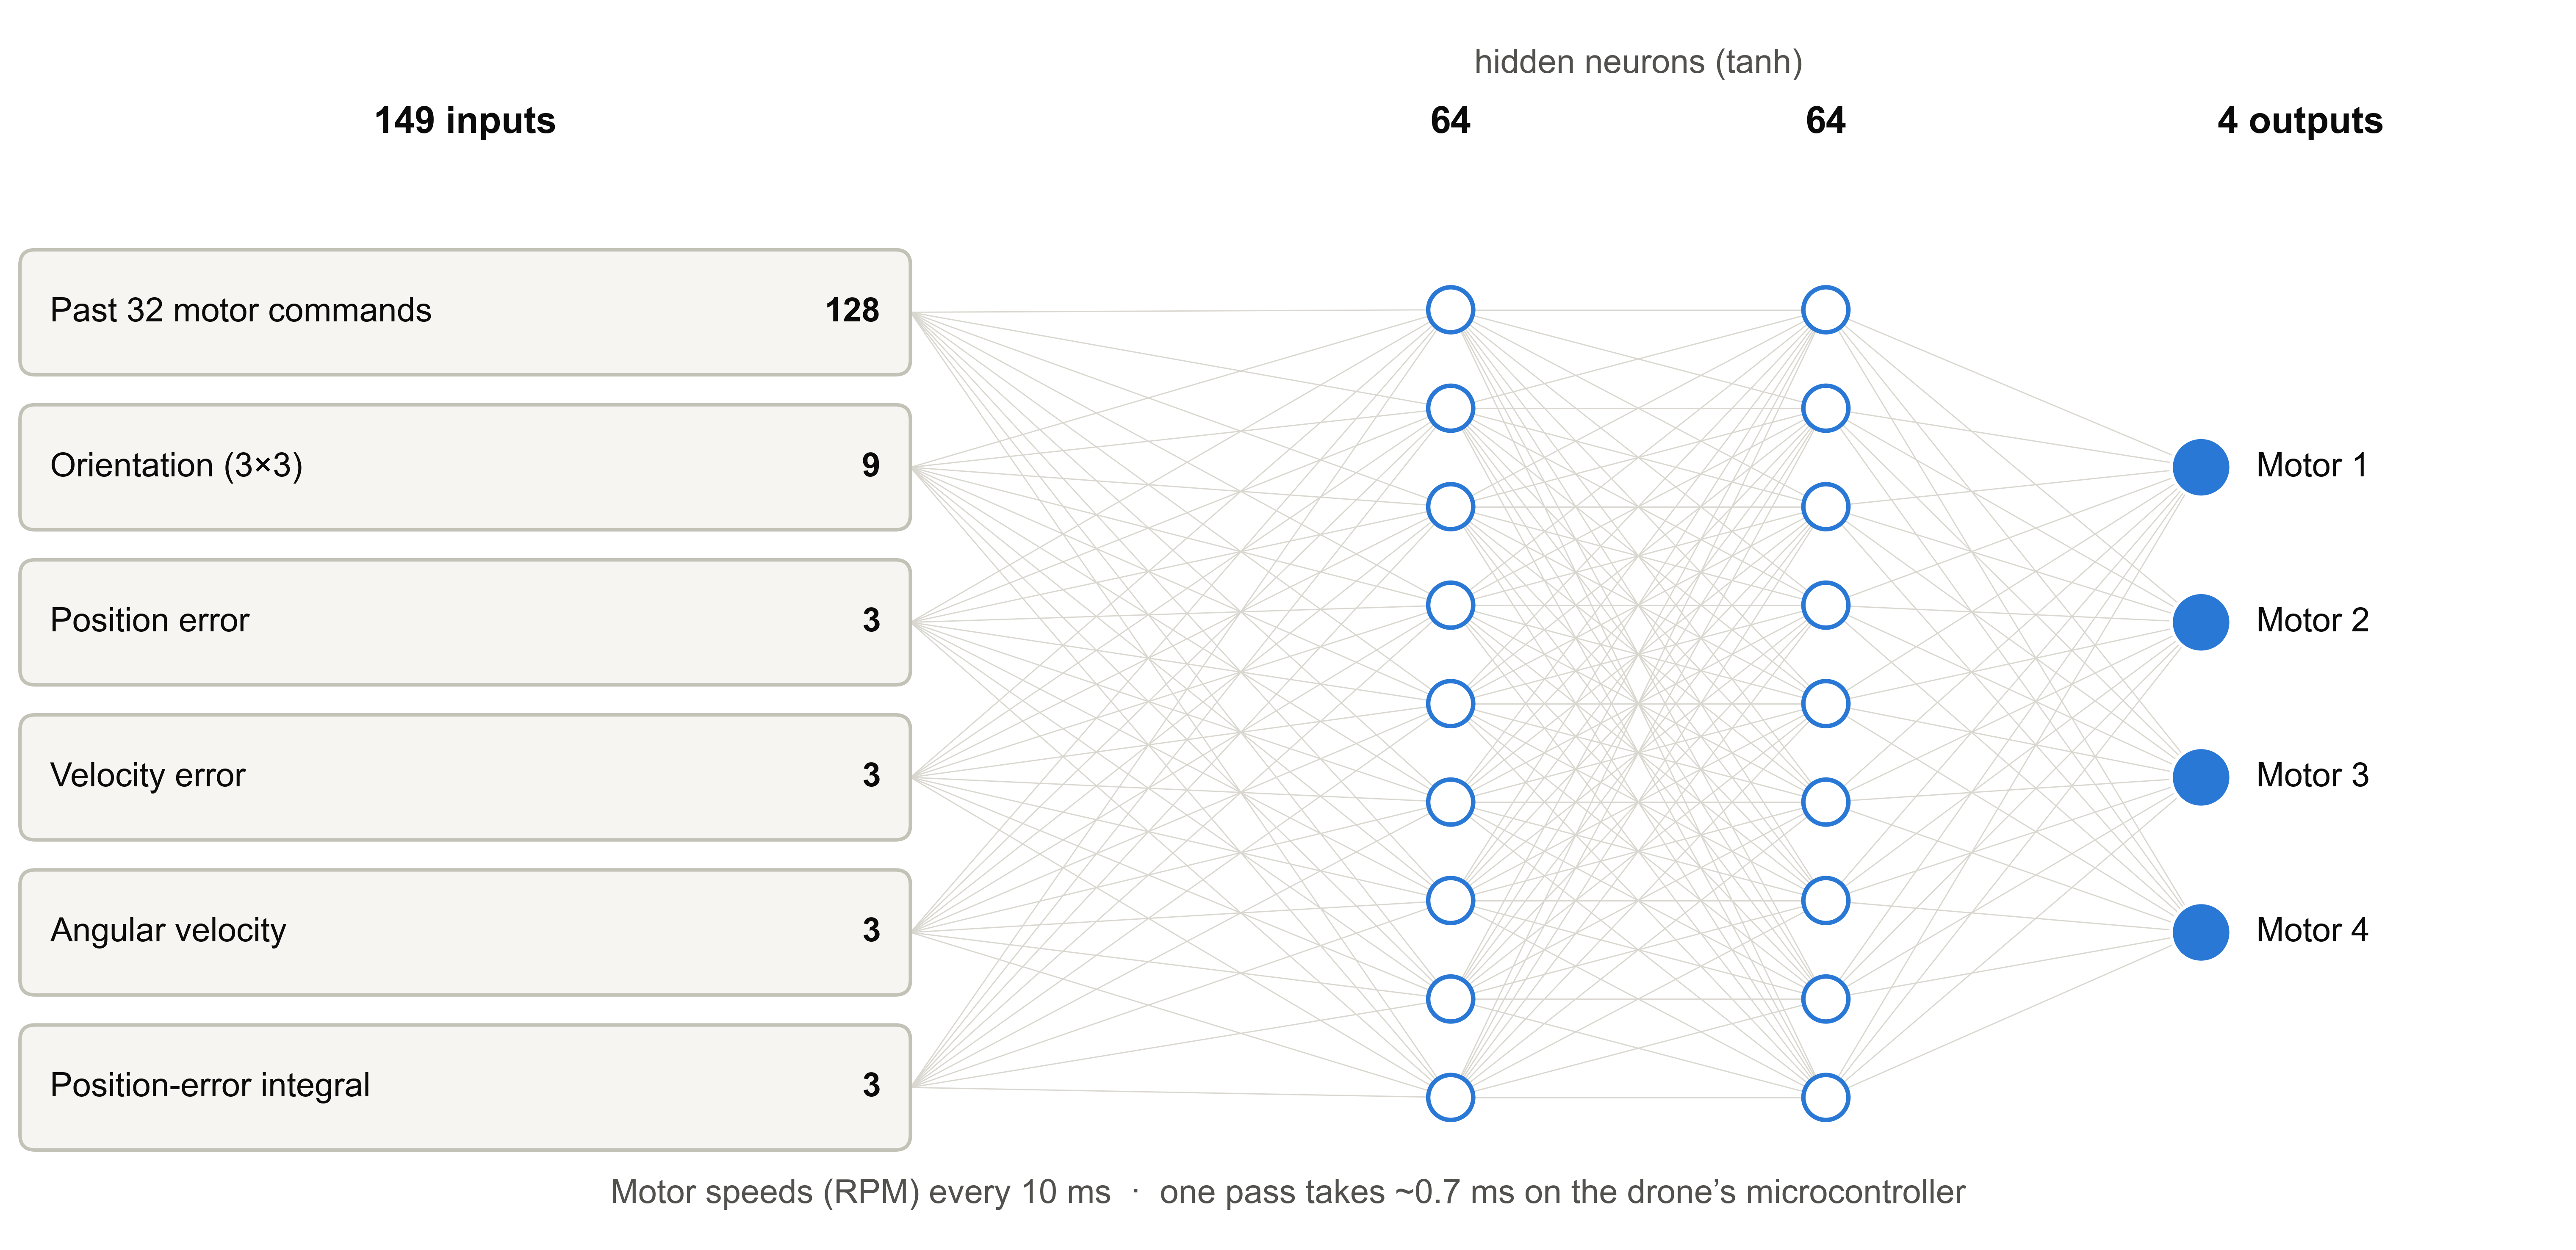 hidden neurons (tanh)
149 inputs 64 64 4 outputs
Past 32 motor commands 128
Orientation (3×3) 9
Position error 3
Velocity error 3
Angular velocity 3
Position-error integral 3
Motor 1
Motor 2
Motor 3
Motor 4
Motor speeds (RPM) every 10 ms · one pass takes ~0.7 ms on the drone’s microcontroller